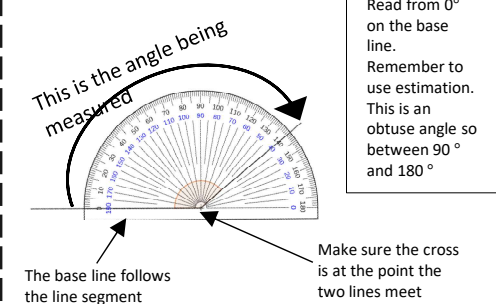 This is the angle being
measured
Read from 0°
on the base
line.
Remember to
use estimation.
This is an
obtuse angle so
between 90 °
and 180 °
The base line follows
the line segment
Make sure the cross
is at the point the
two lines meet